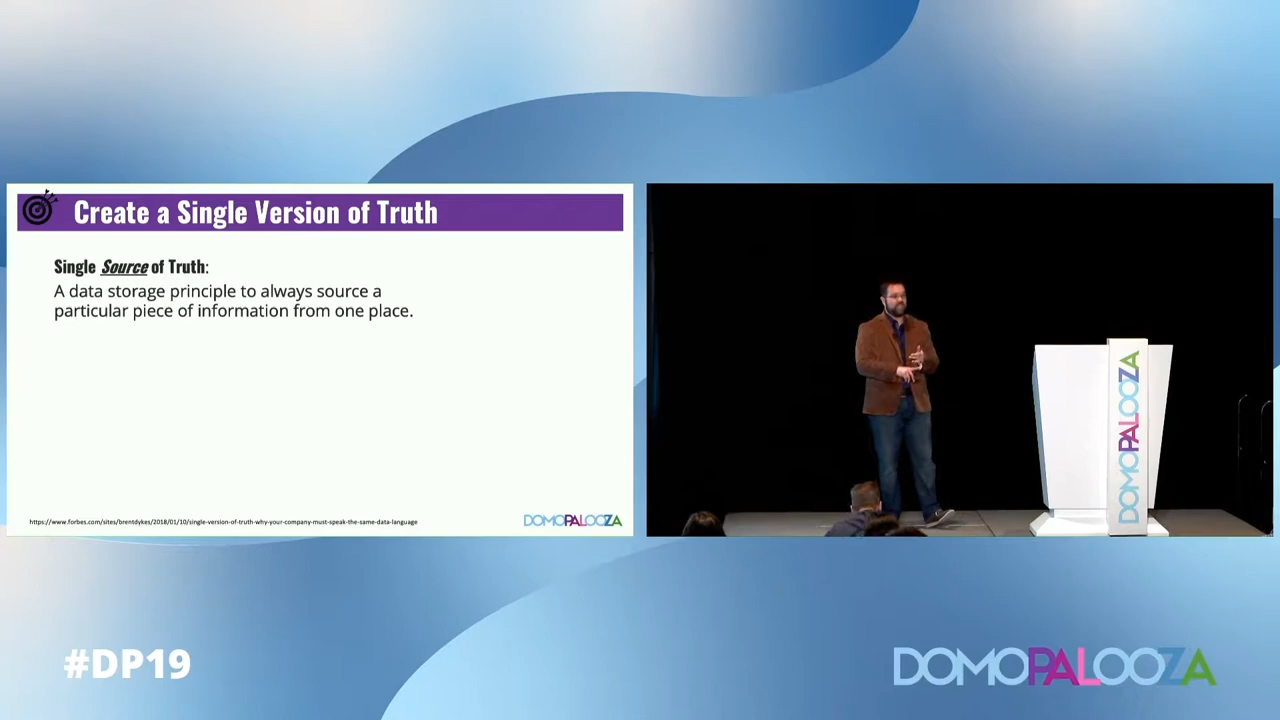 Create a Single Version of Truth
Single Source of Truth:
A data storage principle to always source a
particular piece of information from one place.
https://www.forbes.com/sites/brentdykes/2018/01/10/single-version-of-truth-why-your-company-must-speak-the-same-data-language
DOMOPALOOZA
DOMOPALOOZA
#DP19
DOMOPALOOZA